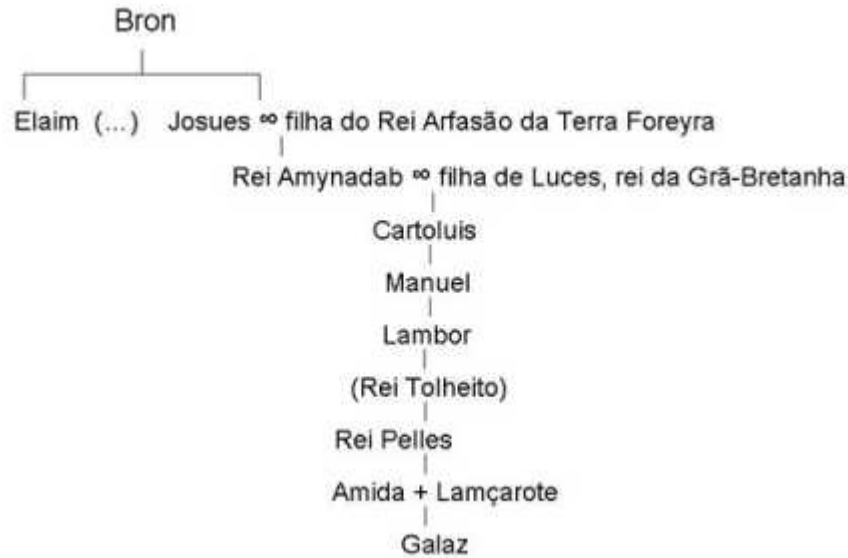 Bron
Elaim (...) Josues ∞ filha do Rei Arfasão da Terra Foreyra
Rei Amynadab ∞ filha de Luces, rei da Grã-Bretanha
Cartoluis
Manuel
Lambor
(Rei Tolheito)
Rei Pelles
Amida + Lamçarote
Galaz